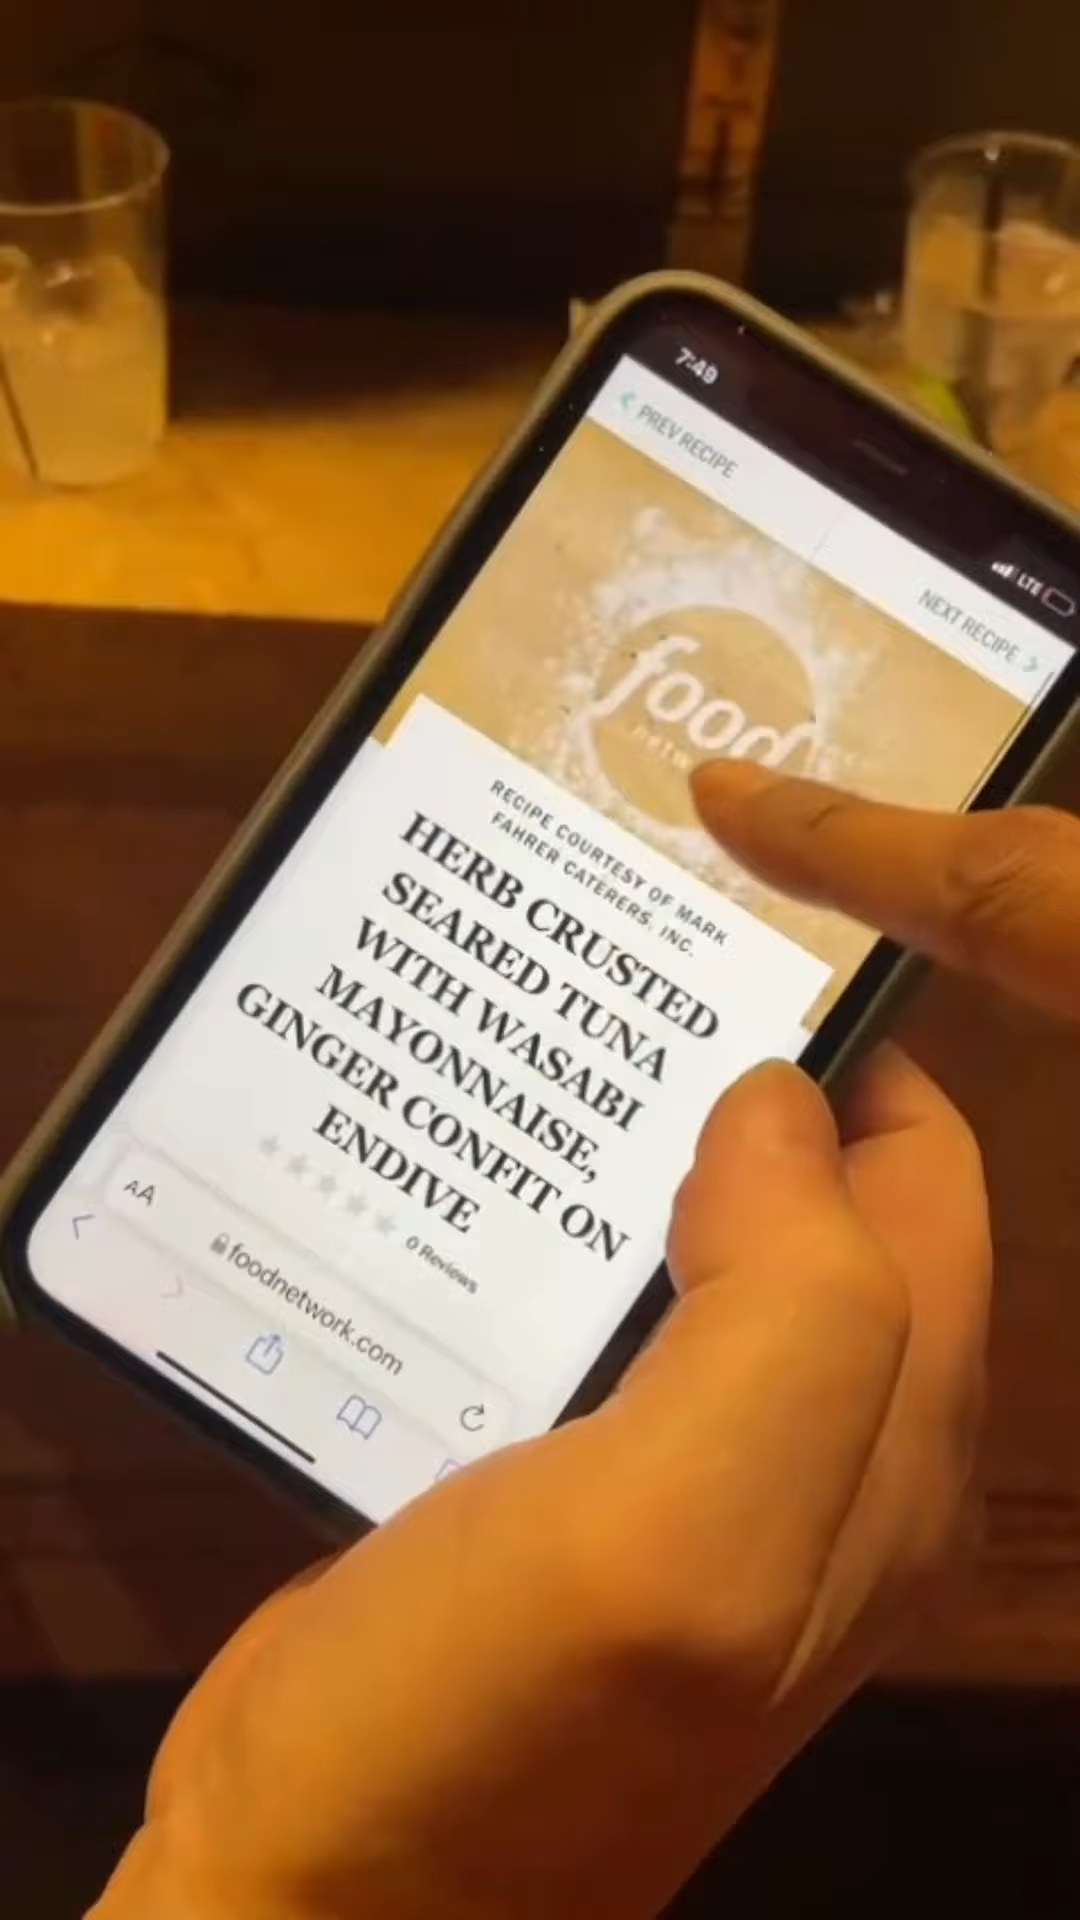 7:49
LTE
PREV RECIPE
NEXT RECIPE
food
RECIPE COURTESY OF MARK
FAHRER CATERERS, INC.
HERB CRUSTED
SEARED TUNA
WITH WASABI
MAYONNAISE,
GINGER CONFIT ON
ENDIVE
0 Reviews
AA
foodnetwork.com